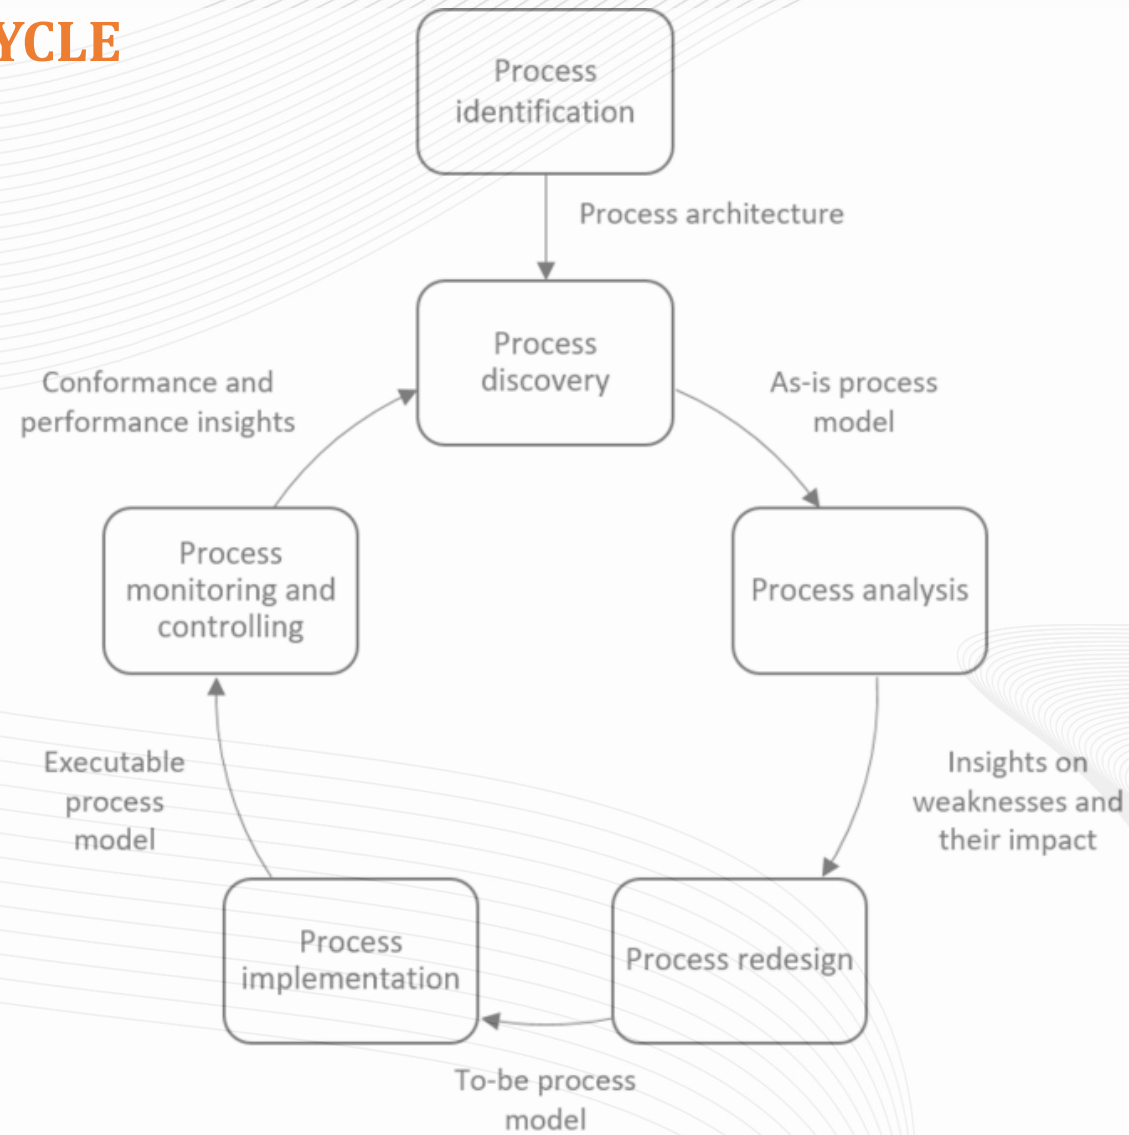 YCLE
Process
identification
Process architecture
Process
discovery
Conformance and
performance insights
As-is process
model
Process
monitoring and
controlling
Process analysis
Executable
process
model
Insights on
weaknesses and
their impact
Process
implementation
Process redesign
To-be process
model